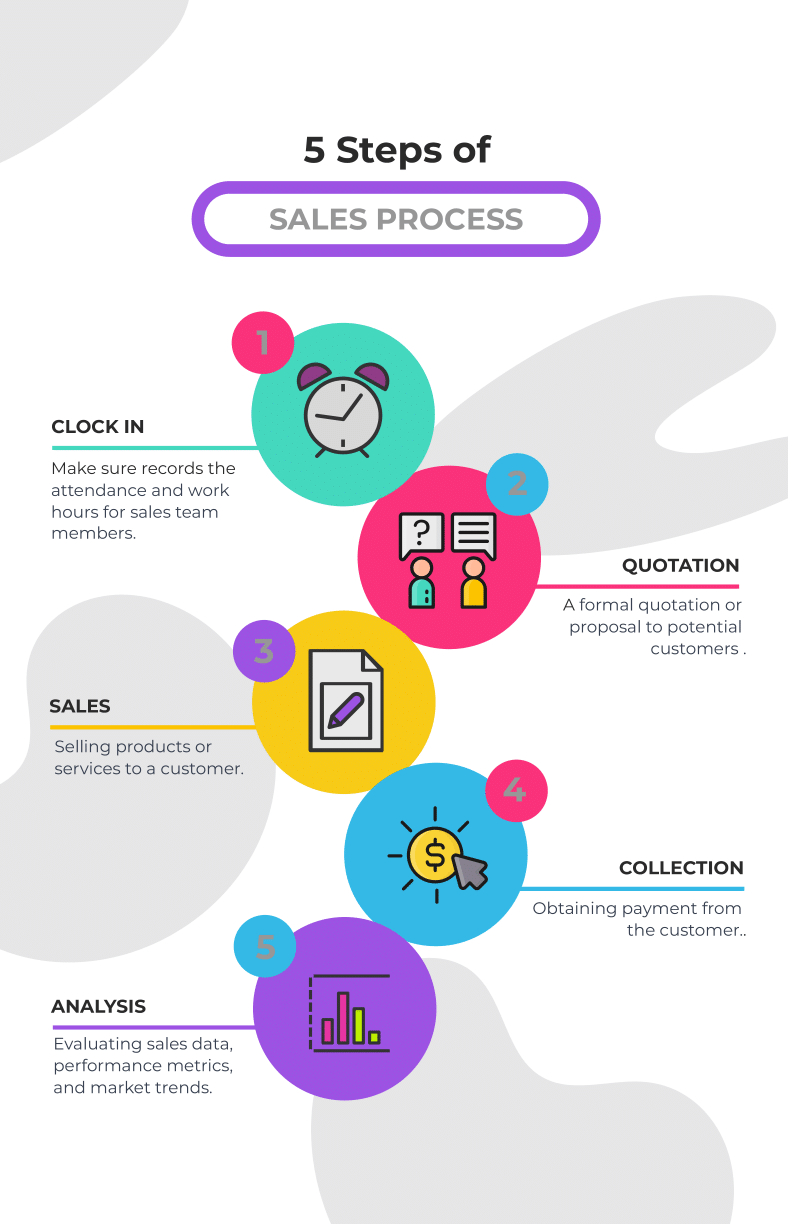 5 Steps of
SALES PROCESS
1
CLOCK IN
Make sure records the
attendance and work
hours for sales team
members.
2
?
QUOTATION
A formal quotation or
proposal to potential
customers .
3
SALES
Selling products or
services to a customer.
4
$
COLLECTION
Obtaining payment from
the customer..
5
ANALYSIS
Evaluating sales data,
performance metrics,
and market trends.